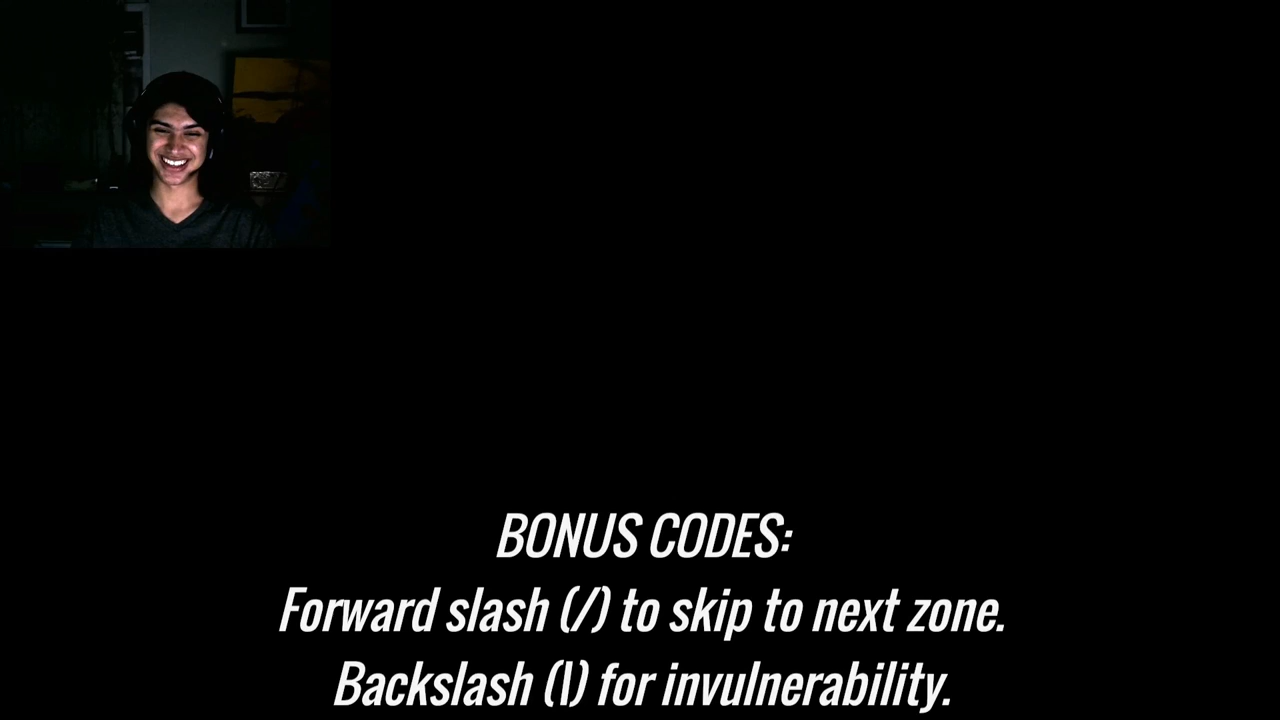 BONUS CODES:
Forward slash (/) to skip to next zone.
Backslash (\) for invulnerability.